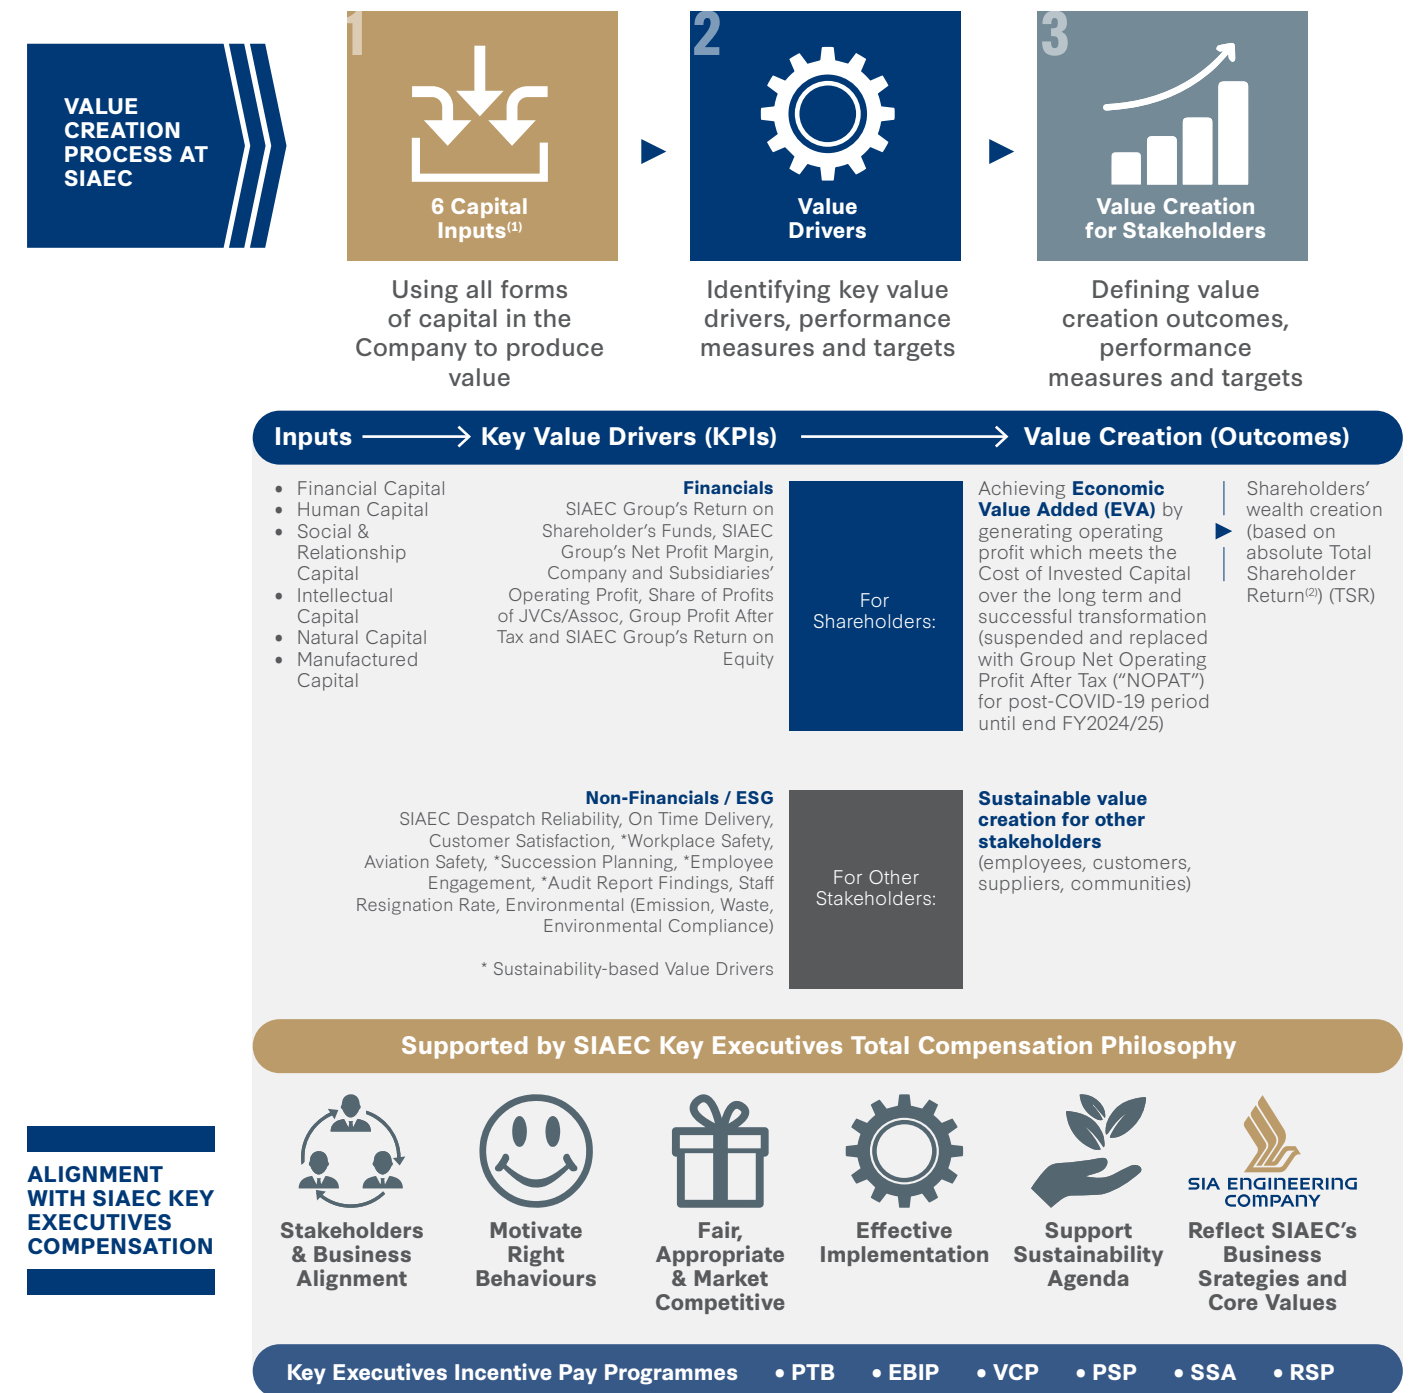 VALUE
CREATION
PROCESS AT
SIAEC
1
6 Capital
Inputs(1)
Using all forms
of capital in the
Company to produce
value
2
Value
Drivers
Identifying key value
drivers, performance
measures and targets
3
Value Creation
for Stakeholders
Defining value
creation outcomes,
performance
measures and targets
Inputs
Key Value Drivers (KPIs)
Value Creation (Outcomes)
• Financial Capital
• Human Capital
• Social &
Relationship
Capital
• Intellectual
Capital
• Natural Capital
• Manufactured
Capital
Financials
SIAEC Group’s Return on
Shareholder’s Funds, SIAEC
Group’s Net Profit Margin,
Company and Subsidiaries’
Operating Profit, Share of Profits
of JVCs/Assoc, Group Profit After
Tax and SIAEC Group’s Return on
Equity
For
Shareholders:
Achieving Economic
Value Added (EVA) by
generating operating
profit which meets the
Cost of Invested Capital
over the long term and
successful transformation
(suspended and replaced
with Group Net Operating
Profit After Tax (“NOPAT”)
for post-COVID-19 period
until end FY2024/25)
Shareholders’
wealth creation
(based on
absolute Total
Shareholder
Return(2)) (TSR)
Non-Financials / ESG
SIAEC Despatch Reliability, On Time Delivery,
Customer Satisfaction, *Workplace Safety,
Aviation Safety, *Succession Planning, *Employee
Engagement, *Audit Report Findings, Staff
Resignation Rate, Environmental (Emission, Waste,
Environmental Compliance)
* Sustainability-based Value Drivers
For Other
Stakeholders:
Sustainable value
creation for other
stakeholders
(employees, customers,
suppliers, communities)
Supported by SIAEC Key Executives Total Compensation Philosophy
ALIGNMENT
WITH SIAEC KEY
EXECUTIVES
COMPENSATION
Stakeholders
& Business
Alignment
Motivate
Right
Behaviours
Fair,
Appropriate
& Market
Competitive
Effective
Implementation
Support
Sustainability
Agenda
SIA ENGINEERING
COMPANY
Reflect SIAEC’s
Business
Srategies and
Core Values
Key Executives Incentive Pay Programmes • PTB • EBIP • VCP • PSP • SSA • RSP